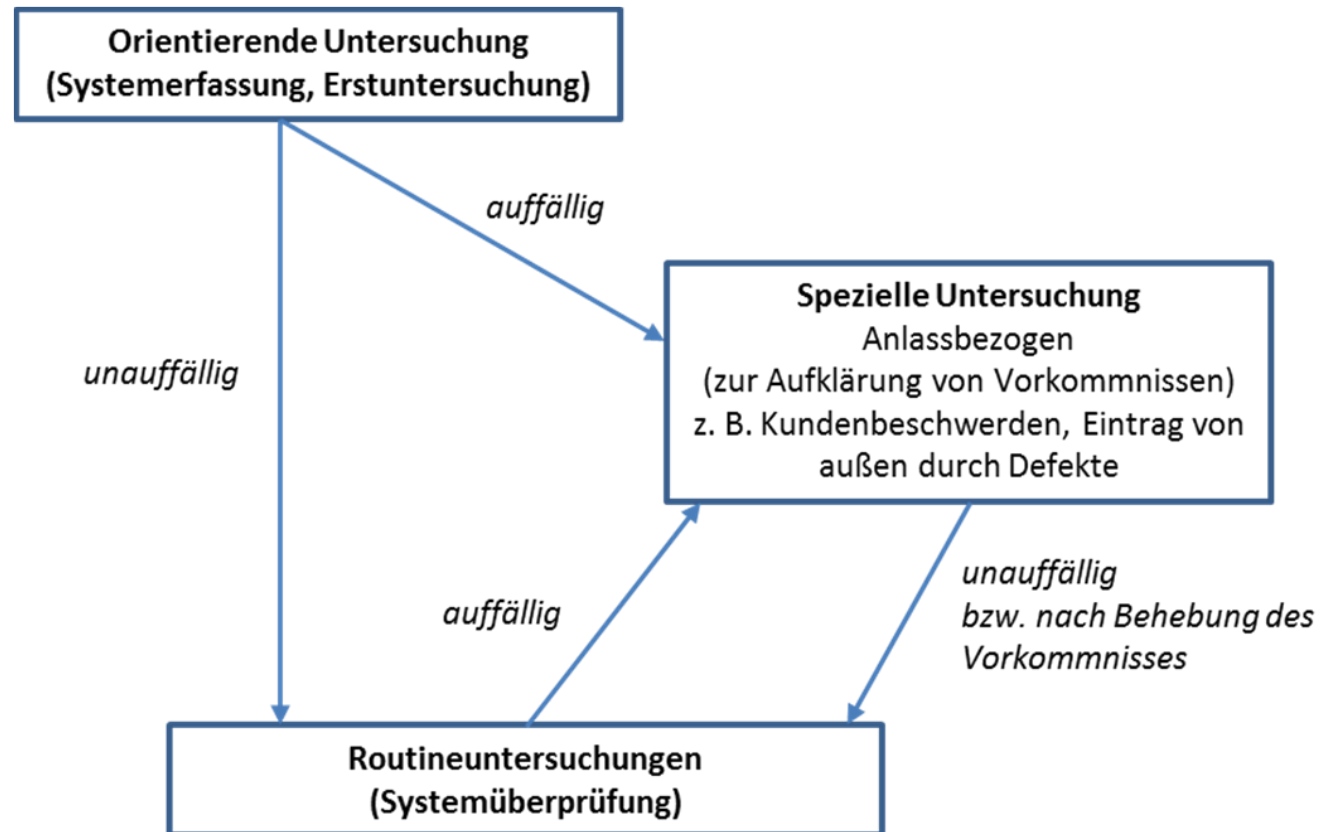 Orientierende Untersuchung
(Systemerfassung, Erstuntersuchung)
auffällig
unauffällig
Spezielle Untersuchung
Anlassbezogen
(zur Aufklärung von Vorkommnissen)
z. B. Kundenbeschwerden, Eintrag von
außen durch Defekte
auffällig
unauffällig
bzw. nach Behebung des
Vorkommnisses
Routineuntersuchungen
(Systemüberprüfung)